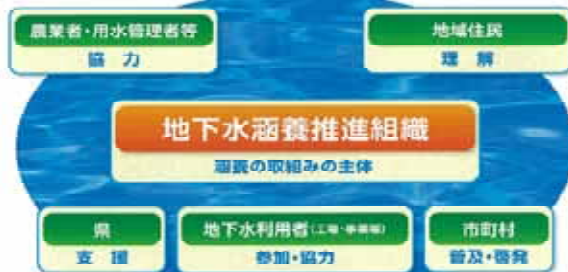 農業者・用水管理者等
協力
地域住民
理解
地下水涵養推進組織
涵養の取組みの主体
県
支援
地下水利用者(工場・事業場)
参加・協力
市町村
普及・啓発